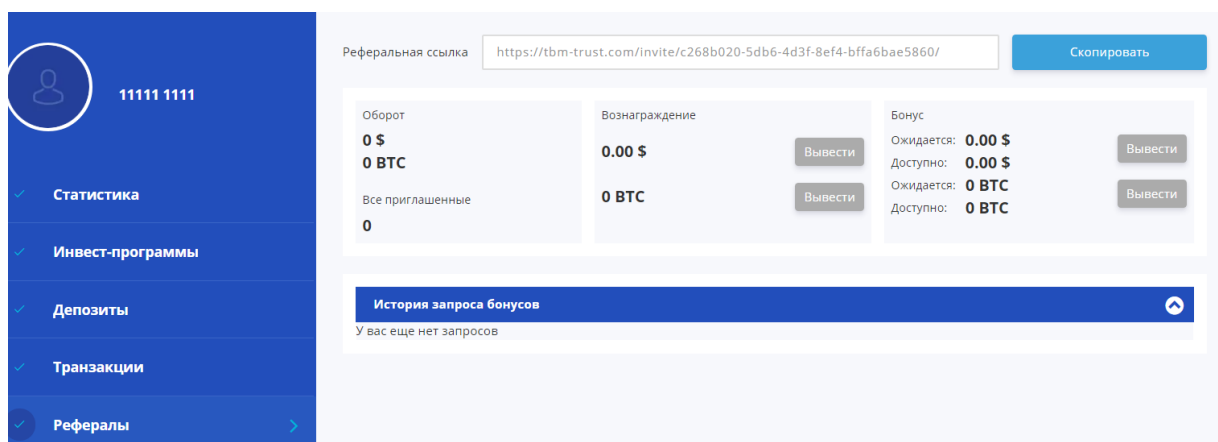 11111 1111
Статистика
Инвест-программы
Депозиты
Транзакции
Рефералы
Реферальная ссылка
https://tbm-trust.com/invite/c268b020-5db6-4d3f-8ef4-bffa6bae5860/
Скопировать
Оборот
0 $
0 BTC
Все приглашенные
0
Вознаграждение
0.00 $ Вывести
0 BTC Вывести
Бонус
Ожидается: 0.00 $
Доступно: 0.00 $
Вывести
Ожидается: 0 BTC
Доступно: 0 BTC
Вывести
История запроса бонусов
У вас еще нет запросов